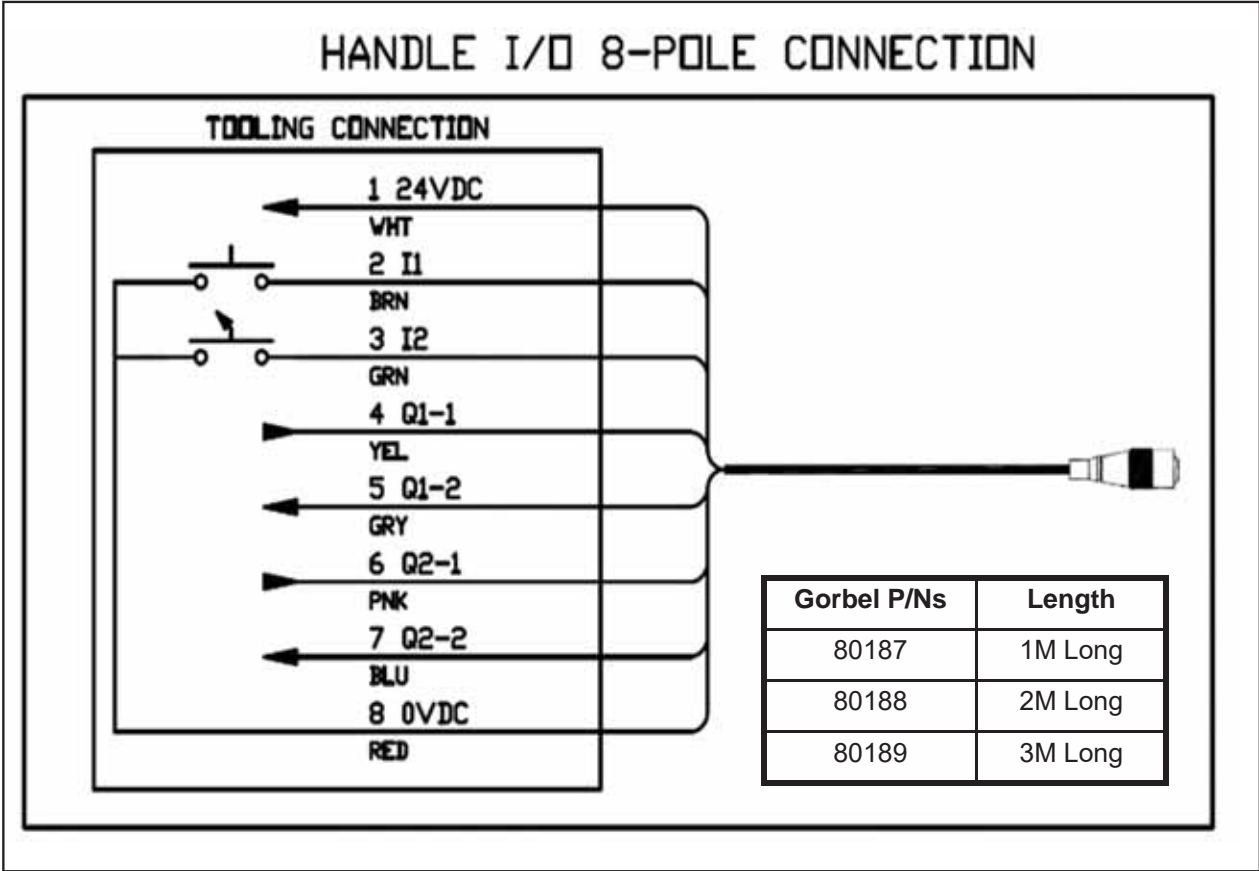 HANDLE I/O 8-POLE CONNECTION
TOOLING CONNECTION
1 24VDC
WHT
2 I1
BRN
3 I2
GRN
4 Q1-1
YEL
5 Q1-2
GRY
6 Q2-1
PNK
7 Q2-2
BLU
8 0VDC
RED
Gorbel P/Ns Length
80187 1M Long
80188 2M Long
80189 3M Long